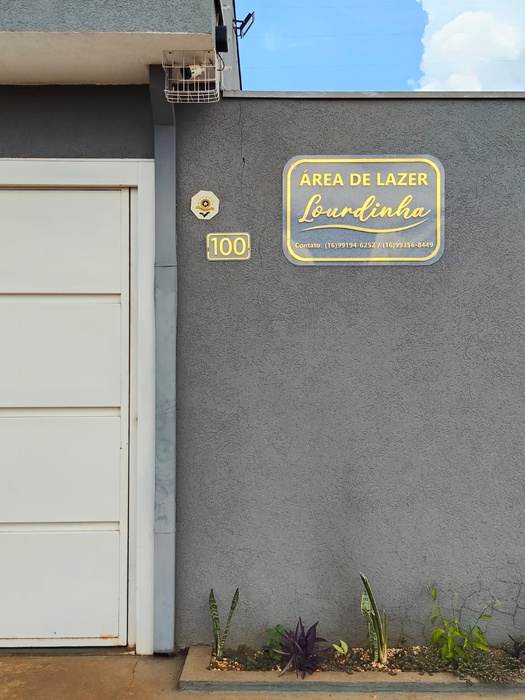 ÁREA DE LAZER
Lourdinha
Contato: (16)99194-6252 / (16)99356-8449
100